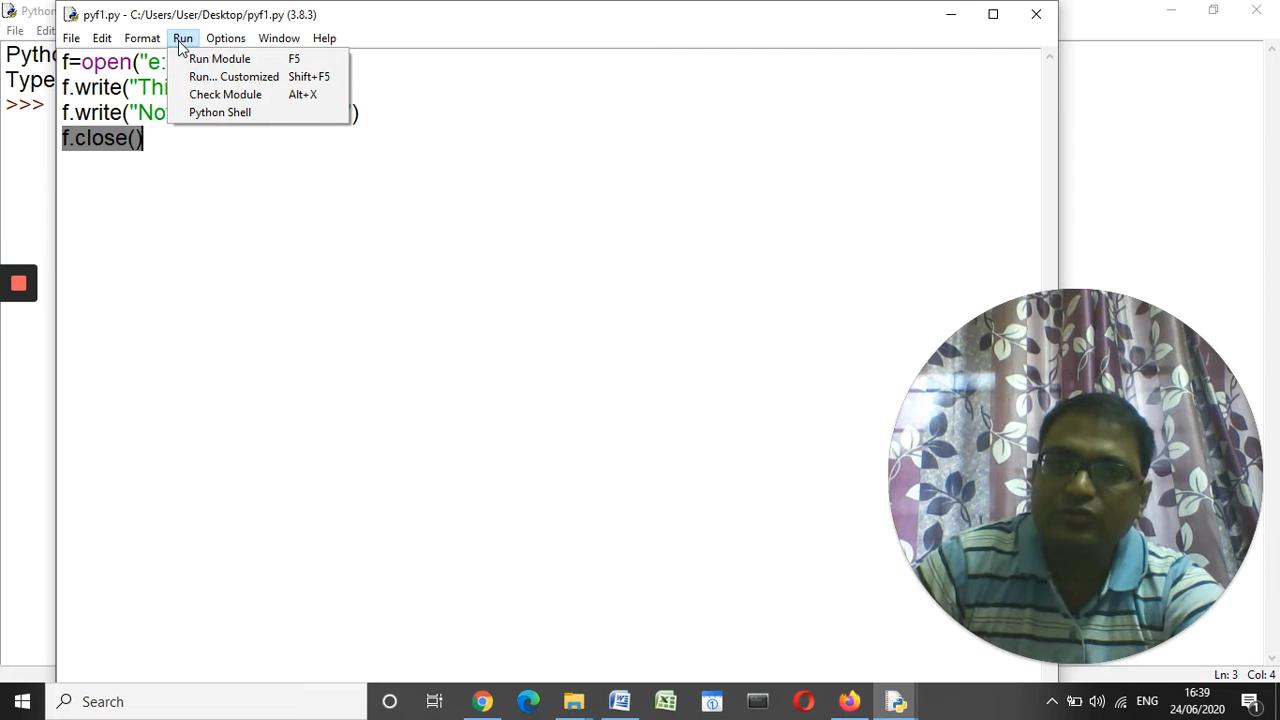 Python
File Edit
Pytho
Type
>>>
pyf1.py - C:/Users/User/Desktop/pyf1.py (3.8.3)
File Edit Format Run Options Window Help
Run Module F5
Run... Customized Shift+F5
Check Module Alt+X
Python Shell
f=open("e:
f.write("Thi
f.write("No ")
f.close()
Ln: 3 Col: 4
Search
ENG
16:39
24/06/2020